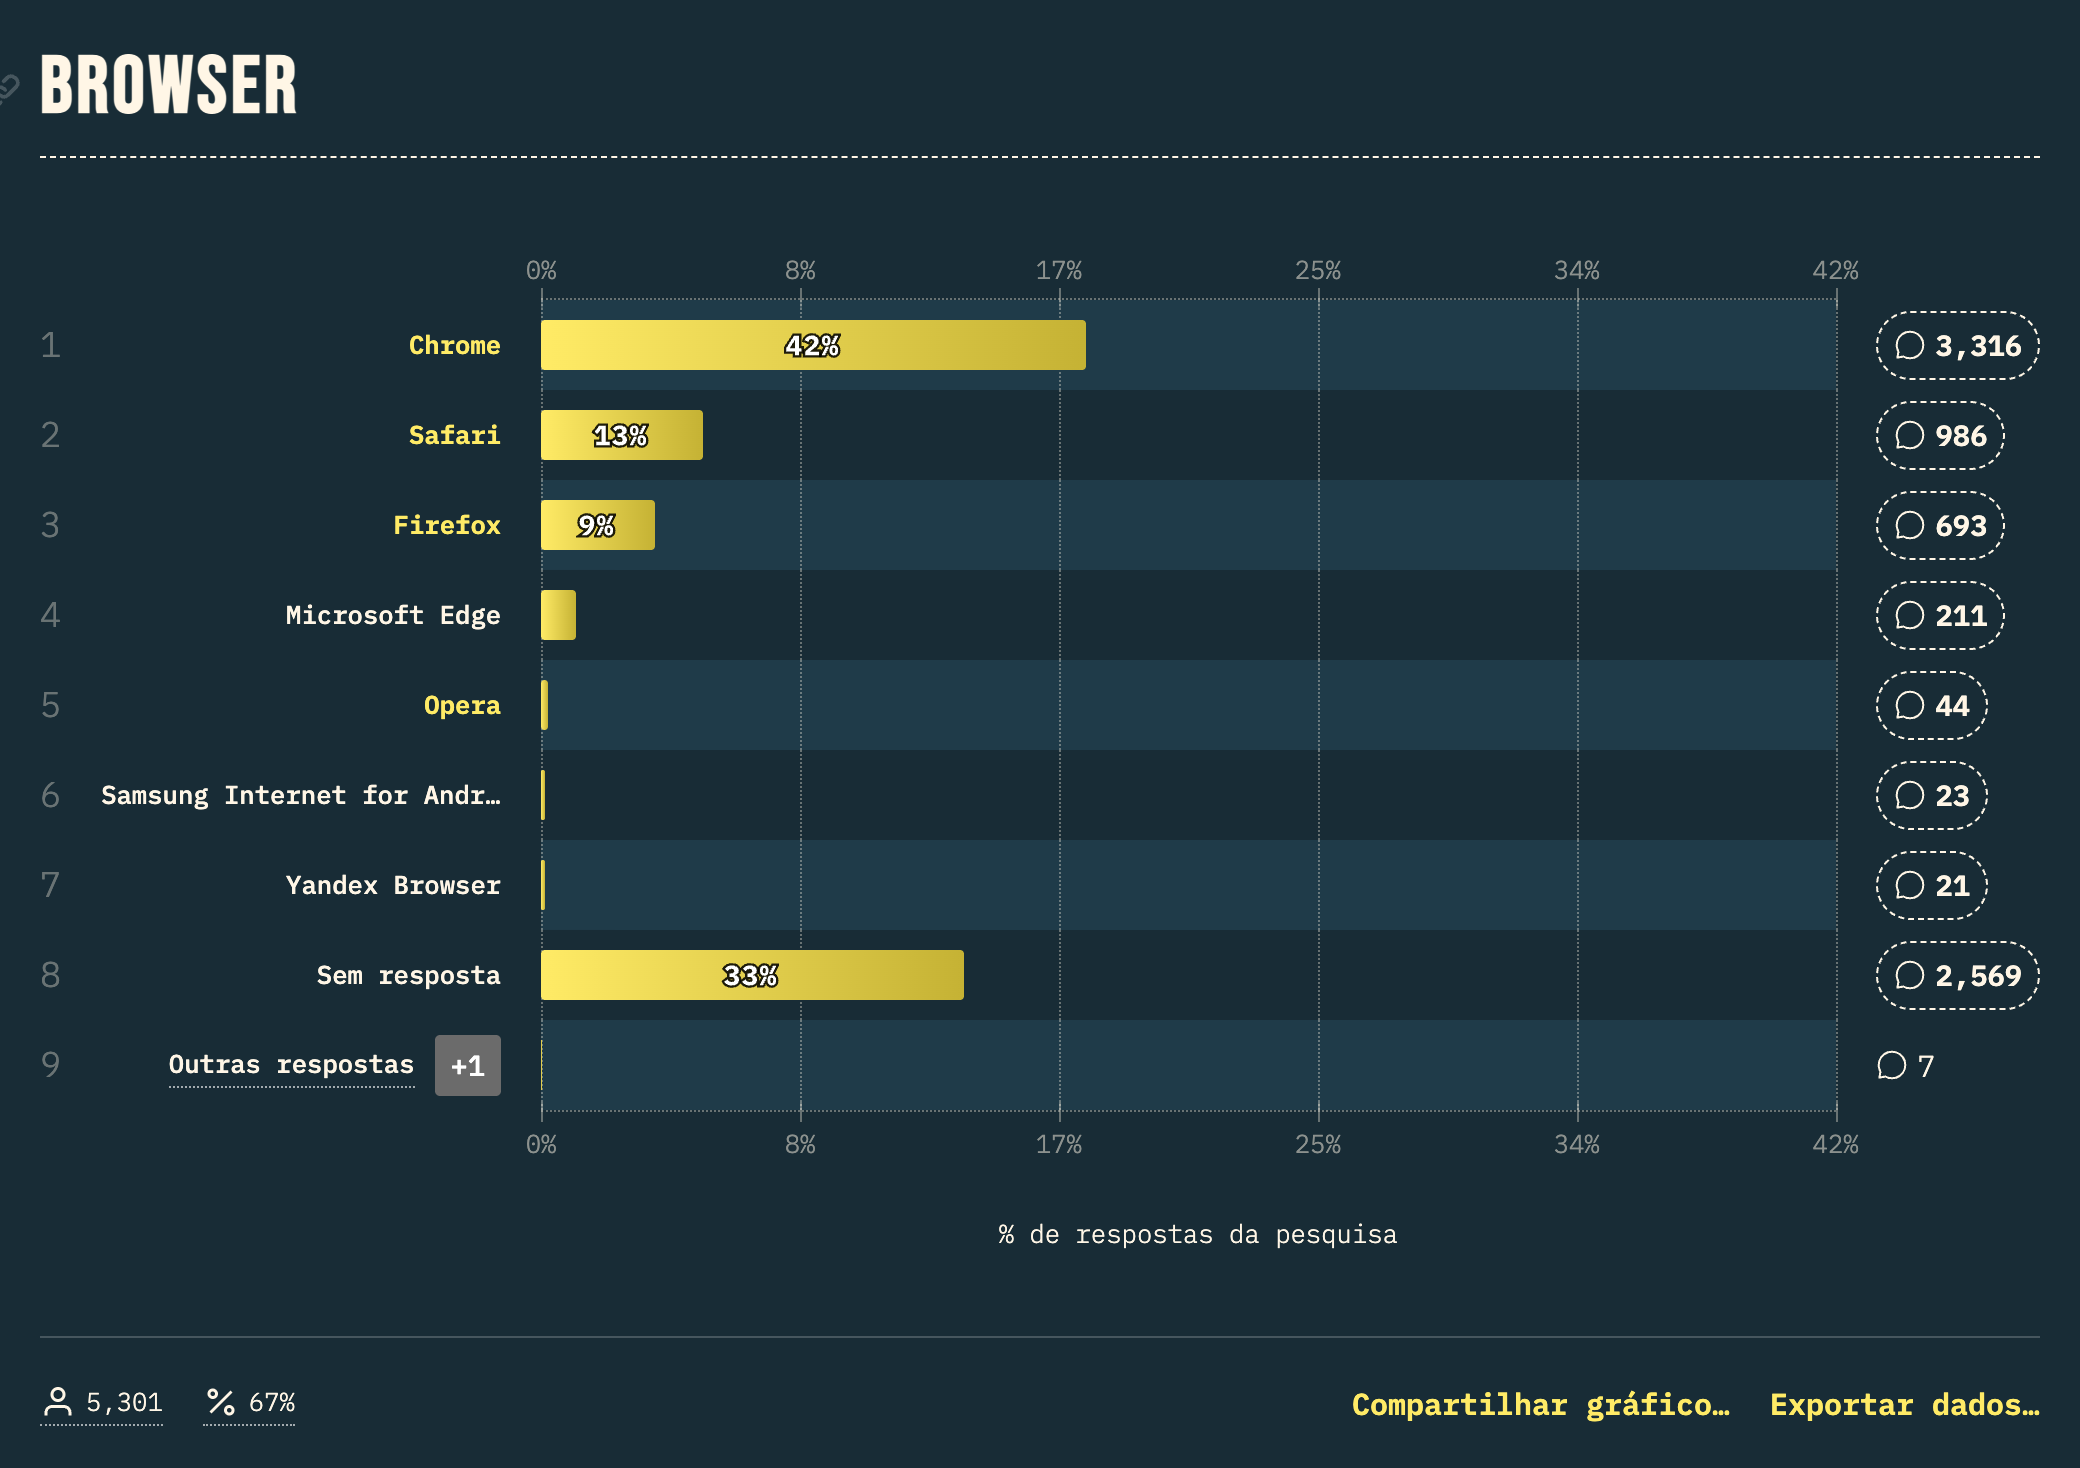 BROWSER
0% 8% 17% 25% 34% 42%
1 Chrome 42% 3,316
2 Safari 13% 986
3 Firefox 9% 693
4 Microsoft Edge 211
5 Opera 44
6 Samsung Internet for Andr… 23
7 Yandex Browser 21
8 Sem resposta 33% 2,569
9 Outras respostas +1 7
0% 8% 17% 25% 34% 42%
% de respostas da pesquisa
5,301 % 67% Compartilhar gráfico… Exportar dados…